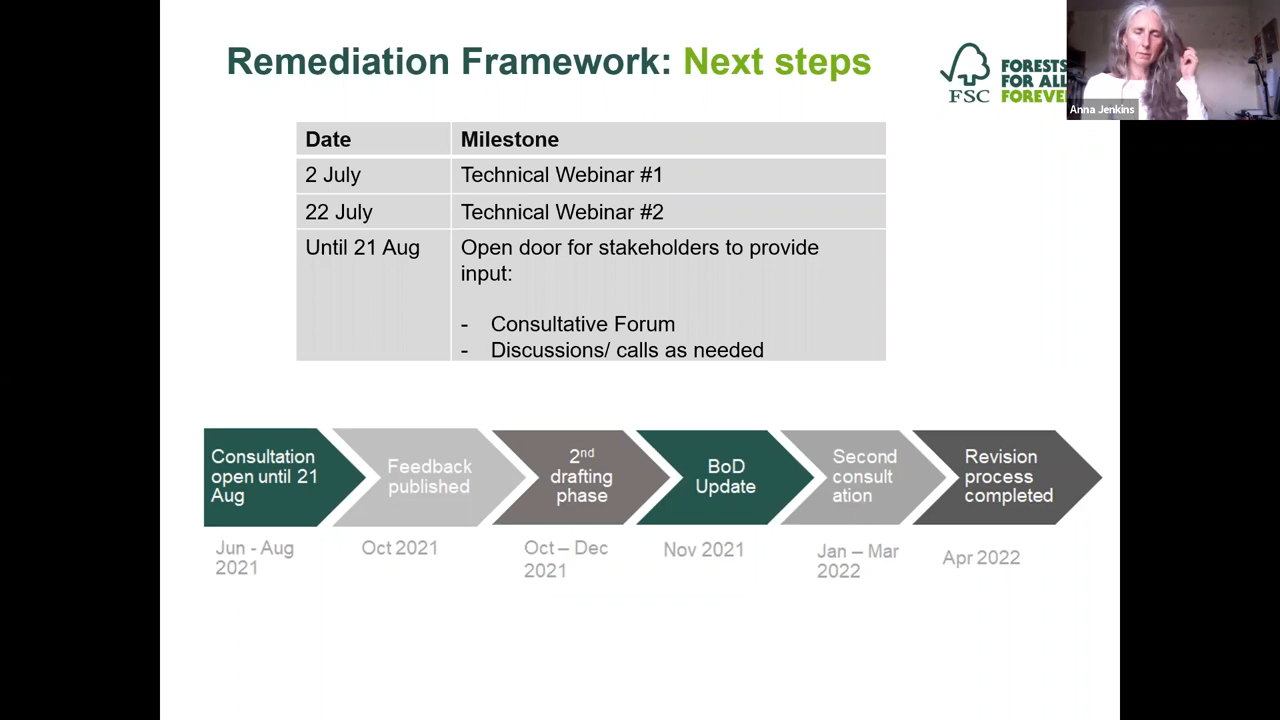 Remediation Framework: Next steps
FSC
FORESTS
FOR ALL
Anna Jenkins
Date Milestone
2 July Technical Webinar #1
22 July Technical Webinar #2
Until 21 Aug Open door for stakeholders to provide
input:
- Consultative Forum
- Discussions/ calls as needed
Consultation
open until 21
Aug
Feedback
published
2nd
drafting
phase
BoD
Update
Second
consult
ation
Revision
process
completed
Jun - Aug
2021
Oct 2021
Oct – Dec
2021
Nov 2021
Jan – Mar
2022
Apr 2022